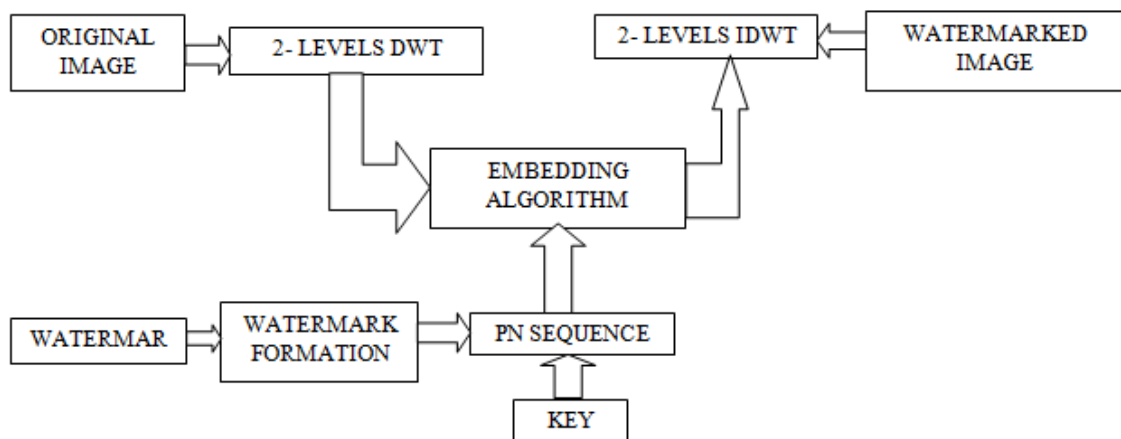 ORIGINAL
IMAGE
2- LEVELS DWT
2- LEVELS IDWT
WATERMARKED
IMAGE
EMBEDDING
ALGORITHM
WATERMAR
WATERMARK
FORMATION
PN SEQUENCE
KEY